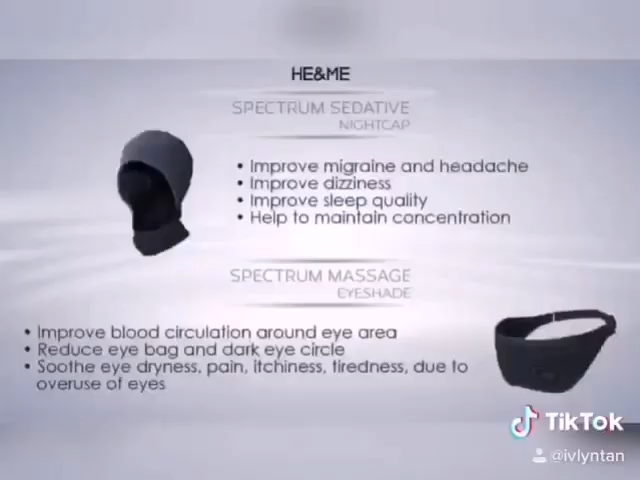 HE&ME
SPECTRUM SEDATIVE
NIGHTCAP
• Improve migraine and headache
• Improve dizziness
• Improve sleep quality
• Help to maintain concentration
SPECTRUM MASSAGE
EYESHADE
• Improve blood circulation around eye area
• Reduce eye bag and dark eye circle
• Soothe eye dryness, pain, itchiness, tiredness, due to
overuse of eyes
TikTok
@ivlyntan